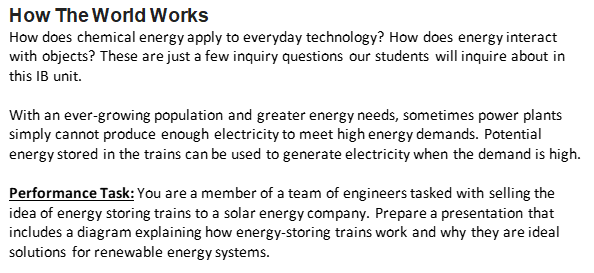 How The World Works
How does chemical energy apply to everyday technology? How does energy interact
with objects? These are just a few inquiry questions our students will inquire about in
this IB unit.
With an ever-growing population and greater energy needs, sometimes power plants
simply cannot produce enough electricity to meet high energy demands. Potential
energy stored in the trains can be used to generate electricity when the demand is high.
Performance Task: You are a member of a team of engineers tasked with selling the
idea of energy storing trains to a solar energy company. Prepare a presentation that
includes a diagram explaining how energy-storing trains work and why they are ideal
solutions for renewable energy systems.